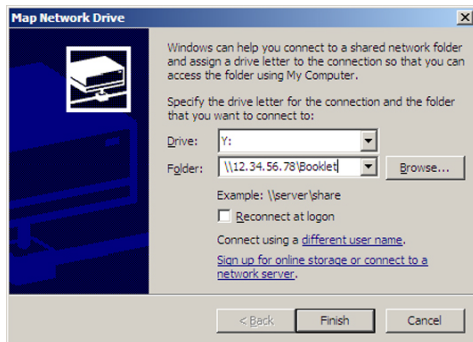 Map Network Drive
Windows can help you connect to a shared network folder
and assign a drive letter to the connection so that you can
access the folder using My Computer.
Specify the drive letter for the connection and the folder
that you want to connect to:
Drive: Y:
Folder: \\12.34.56.78\Booklet Browse...
Example: \\server\share
Reconnect at logon
Connect using a different user name.
Sign up for online storage or connect to a
network server.
< Back Finish Cancel